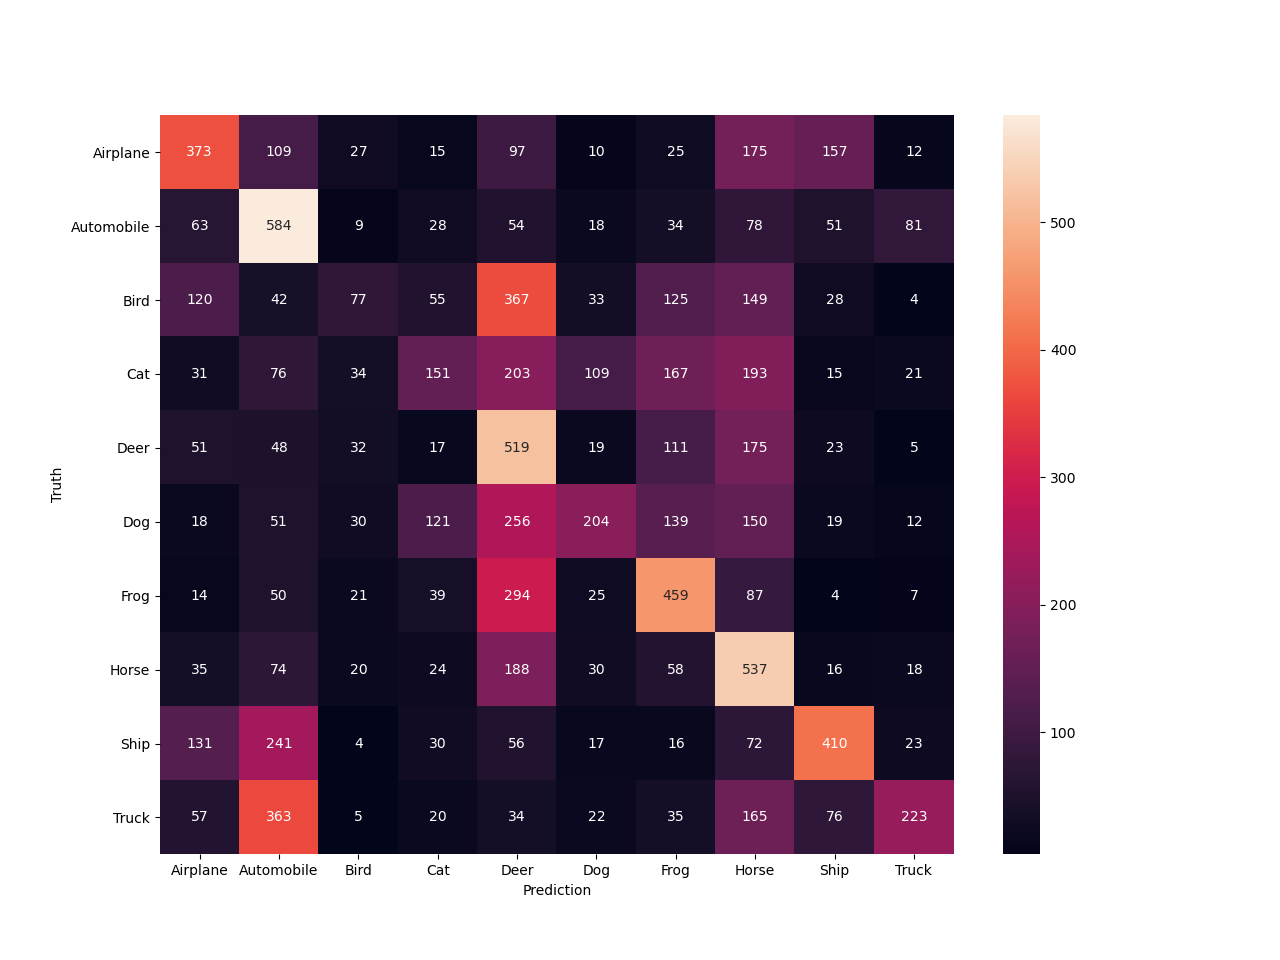 Airplane 373 109 27 15 97 10 25 175 157 12
Automobile 63 584 9 28 54 18 34 78 51 81
500
Bird 120 42 77 55 367 33 125 149 28 4
400
Cat 31 76 34 151 203 109 167 193 15 21
Deer 51 48 32 17 519 19 111 175 23 5
300
Truth
Dog 18 51 30 121 256 204 139 150 19 12
Frog 14 50 21 39 294 25 459 87 4 7
200
Horse 35 74 20 24 188 30 58 537 16 18
100
Ship 131 241 4 30 56 17 16 72 410 23
Truck 57 363 5 20 34 22 35 165 76 223
Airplane Automobile Bird Cat Deer Dog Frog Horse Ship Truck
Prediction